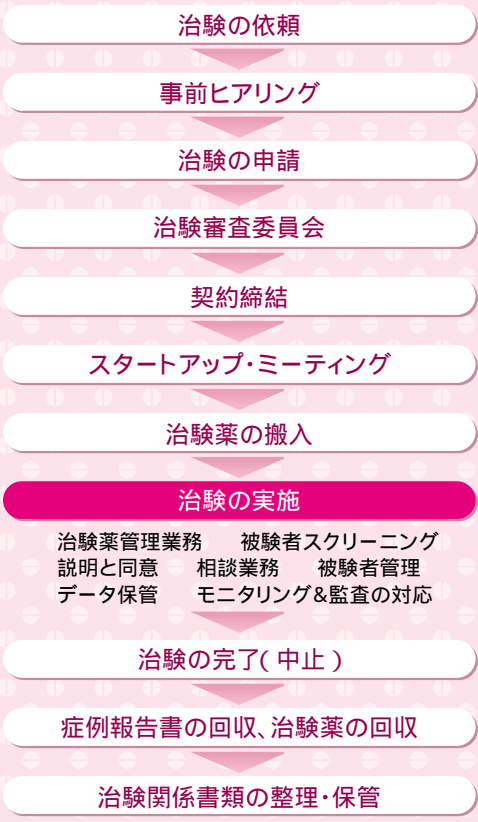 治験の依頼
事前ヒアリング
治験の申請
治験審査委員会
契約締結
スタートアップ・ミーティング
治験薬の搬入
治験の実施
治験薬管理業務　被験者スクリーニング
説明と同意　相談業務　被験者管理
データ保管　モニタリング&監査の対応
治験の完了(中止)
症例報告書の回収、治験薬の回収
治験関係書類の整理・保管